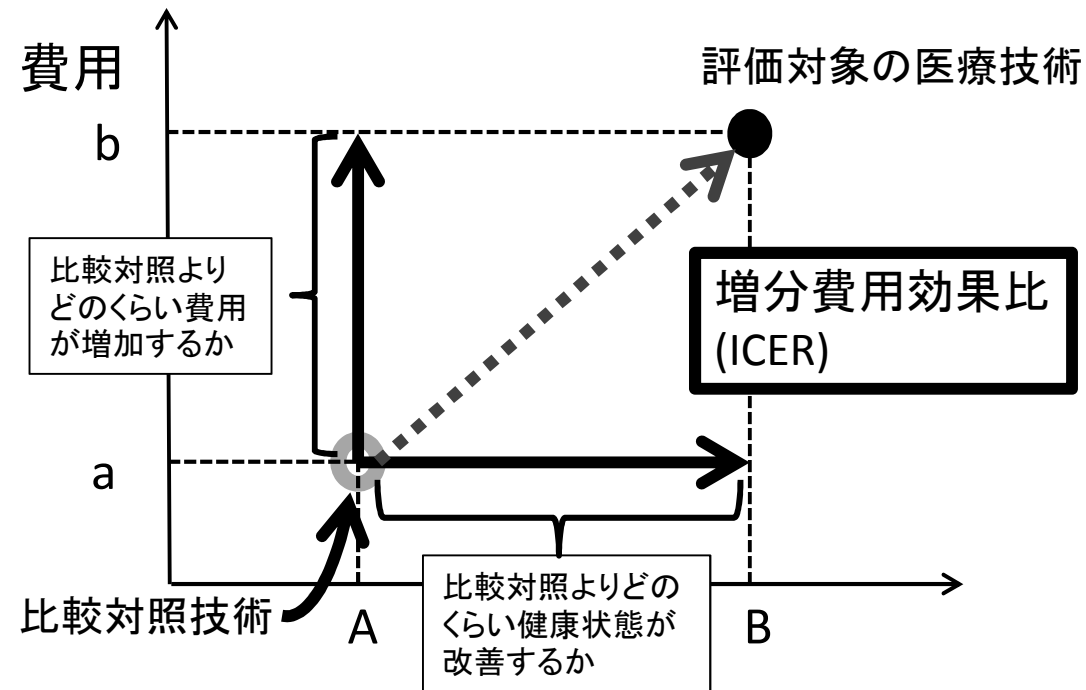 費用
評価対象の医療技術
b
比較対照より
どのくらい費用
が増加するか
増分費用効果比
(ICER)
a
比較対照技術
A
比較対照よりどの
くらい健康状態が
改善するか
B